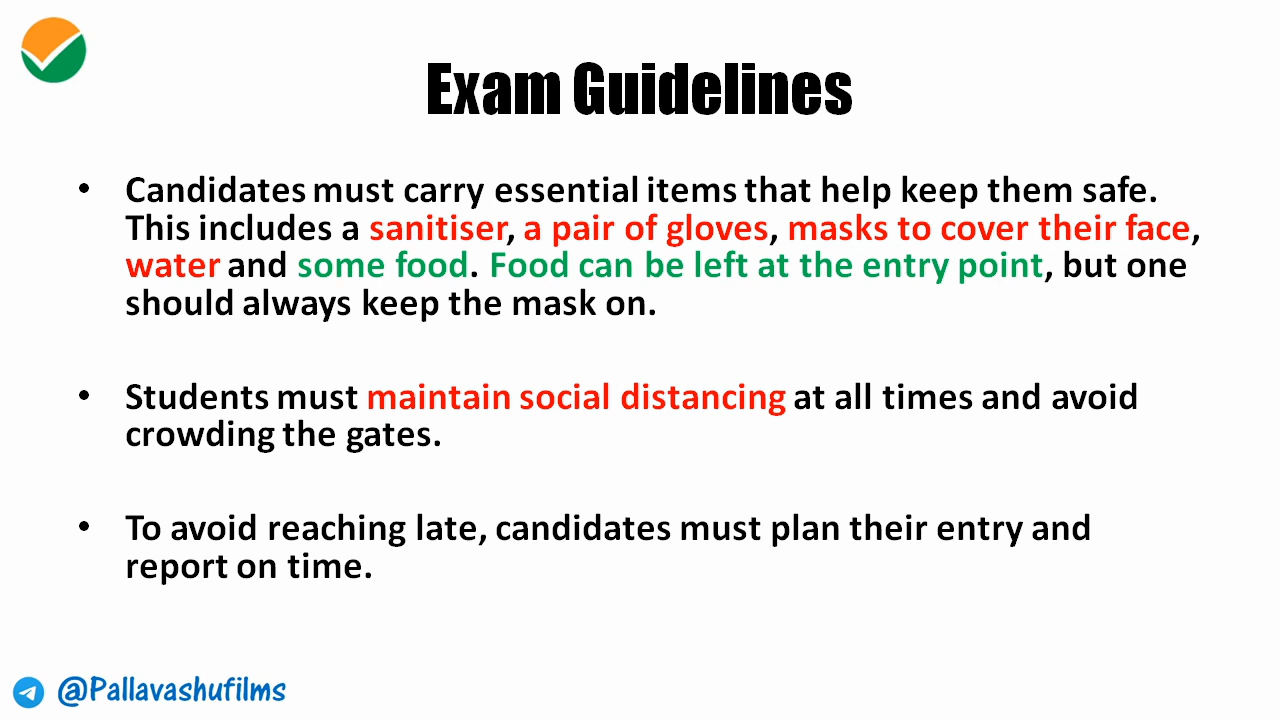 Exam Guidelines
• Candidates must carry essential items that help keep them safe.
This includes a sanitiser, a pair of gloves, masks to cover their face,
water and some food. Food can be left at the entry point, but one
should always keep the mask on.
• Students must maintain social distancing at all times and avoid
crowding the gates.
• To avoid reaching late, candidates must plan their entry and
report on time.
@Pallavashufilms